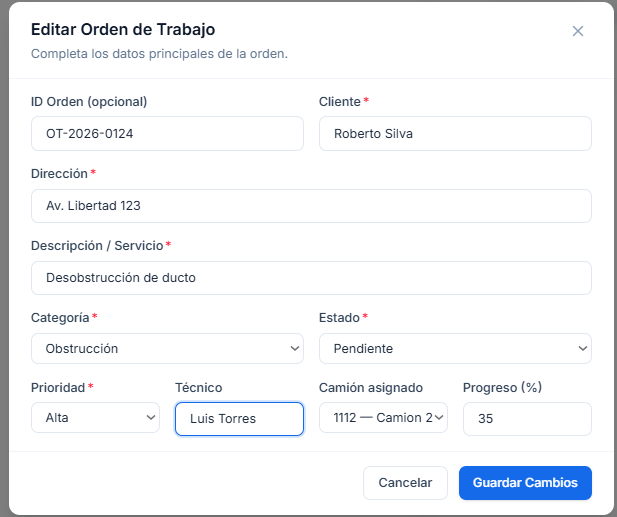 Editar Orden de Trabajo
Completa los datos principales de la orden.
ID Orden (opcional) Cliente*
OT-2026-0124 Roberto Silva
Dirección*
Av. Libertad 123
Descripción / Servicio*
Desobstrucción de ducto
Categoría* Estado*
Obstrucción Pendiente
Prioridad* Técnico Camión asignado Progreso (%)
Alta Luis Torres 1112 — Camion 2 35
Cancelar Guardar Cambios